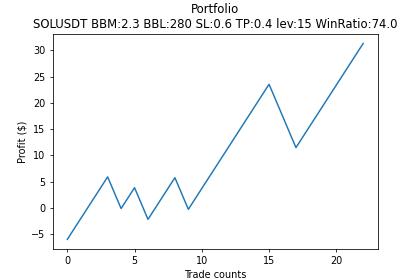 Portfolio
SOLUSDT BBM:2.3 BBL:280 SL:0.6 TP:0.4 lev:15 WinRatio:74.0
Profit ($)
30
25
20
15
10
5
0
−5
0 5 10 15 20
Trade counts